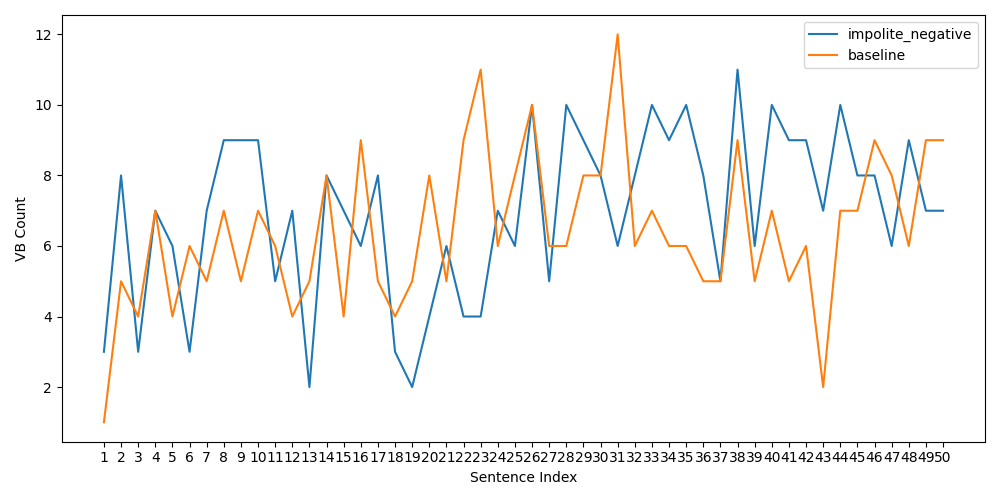 impolite_negative
baseline
12
10
8
6
4
2
VB Count
1 2 3 4 5 6 7 8 9 10 11 12 13 14 15 16 17 18 19 20 21 22 23 24 25 26 27 28 29 30 31 32 33 34 35 36 37 38 39 40 41 42 43 44 45 46 47 48 49 50
Sentence Index